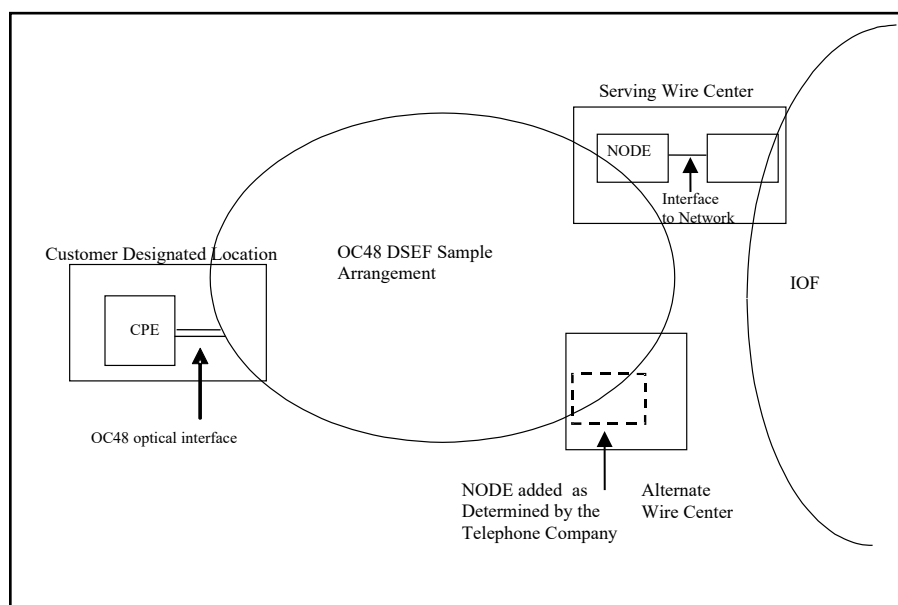 Serving Wire Center
NODE
Interface
to Network
Customer Designated Location
OC48 DSEF Sample
Arrangement
IOF
CPE
OC48 optical interface
NODE added as
Determined by the
Telephone Company
Alternate
Wire Center